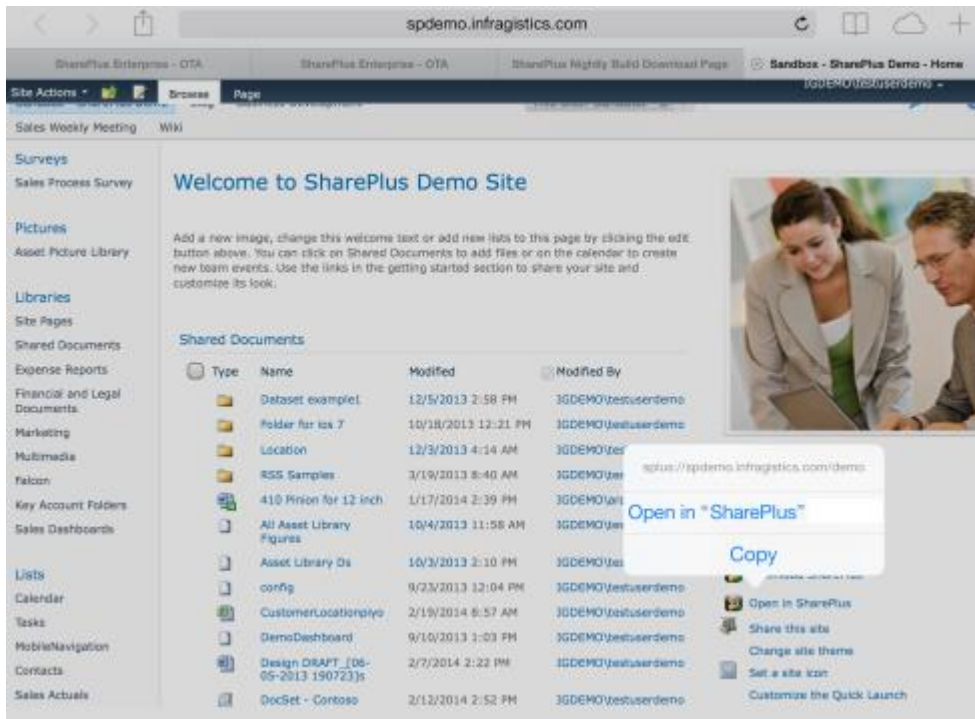 spdemo.infragistics.com
SharePlus Enterprise - OTA
SharePlus Enterprise - OTA
SharePlus Nightly Build Download Page
Sandbox - SharePlus Demo - Home
Site Actions
Browse
Page
IGDEMO\testuserdemo
Sales Weekly Meeting
Wiki
Surveys
Sales Process Survey
Pictures
Asset Picture Library
Libraries
Site Pages
Shared Documents
Expense Reports
Financial and Legal
Documents
Marketing
Multimedia
Falcon
Key Account Folders
Sales Dashboards
Lists
Calendar
Tasks
MobileNavigation
Contacts
Sales Actuals
Welcome to SharePlus Demo Site
Add a new image, change this welcome text or add new lists to this page by clicking the edit
button above. You can click on Shared Documents to add files or on the calendar to create
new team events. Use the links in the getting started section to share your site and
customize its look.
Shared Documents
Type Name Modified Modified By
Dataset example1 12/5/2013 2:58 PM IGDEMO\testuserdemo
Folder for ios 7 10/18/2013 12:21 PM IGDEMO\testuserdemo
Location 12/3/2013 4:14 AM
RSS Samples 3/19/2013 8:40 AM
410 Pinion for 12 inch 1/17/2014 2:39 PM
All Asset Library 10/4/2013 11:58 AM
Figures
Asset Library Ds 10/3/2013 2:10 PM
config 9/23/2013 12:04 PM IGDEMO\testuserdemo
CustomerLocationpiyo 2/19/2014 8:57 AM IGDEMO\testuserdemo
DemoDashboard 9/10/2013 1:03 PM IGDEMO\testuserdemo
Design DRAFT_[06- 2/7/2014 2:22 PM IGDEMO\testuserdemo
05-2013 190723]s
DocSet - Contoso 2/12/2014 2:52 PM IGDEMO\testuserdemo
splus://spdemo.infragistics.com/demo
Open in "SharePlus"
Copy
Open in SharePlus
Share this site
Change site theme
Set a site icon
Customize the Quick Launch